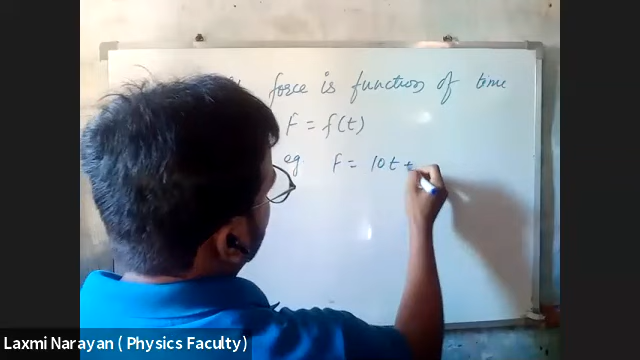 force is function of time
F = f(t)
eg F = 10t +
Laxmi Narayan ( Physics Faculty)